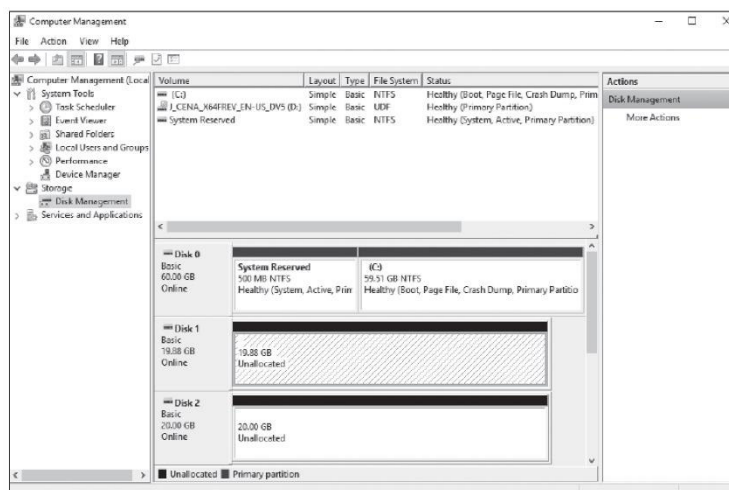 Computer Management
File Action View Help
Computer Management (Local
System Tools
Task Scheduler
Event Viewer
Shared Folders
Local Users and Groups
Performance
Device Manager
Storage
Disk Management
Services and Applications
Volume Layout Type File System Status
(C:) Simple Basic NTFS Healthy (Boot, Page File, Crash Dump, Prim
J_CENA_X64FREV_EN-US_DV5 (D:) Simple Basic UDF Healthy (Primary Partition)
System Reserved Simple Basic NTFS Healthy (System, Active, Primary Partition)
Disk 0
Basic
60.00 GB
Online
System Reserved
500 MB NTFS
Healthy (System, Active, Prim
(C:)
59.51 GB NTFS
Healthy (Boot, Page File, Crash Dump, Primary Partitio
Disk 1
Basic
19.88 GB
Online
19.88 GB
Unallocated
Disk 2
Basic
20.00 GB
Online
20.00 GB
Unallocated
Unallocated Primary partition
Actions
Disk Management
More Actions